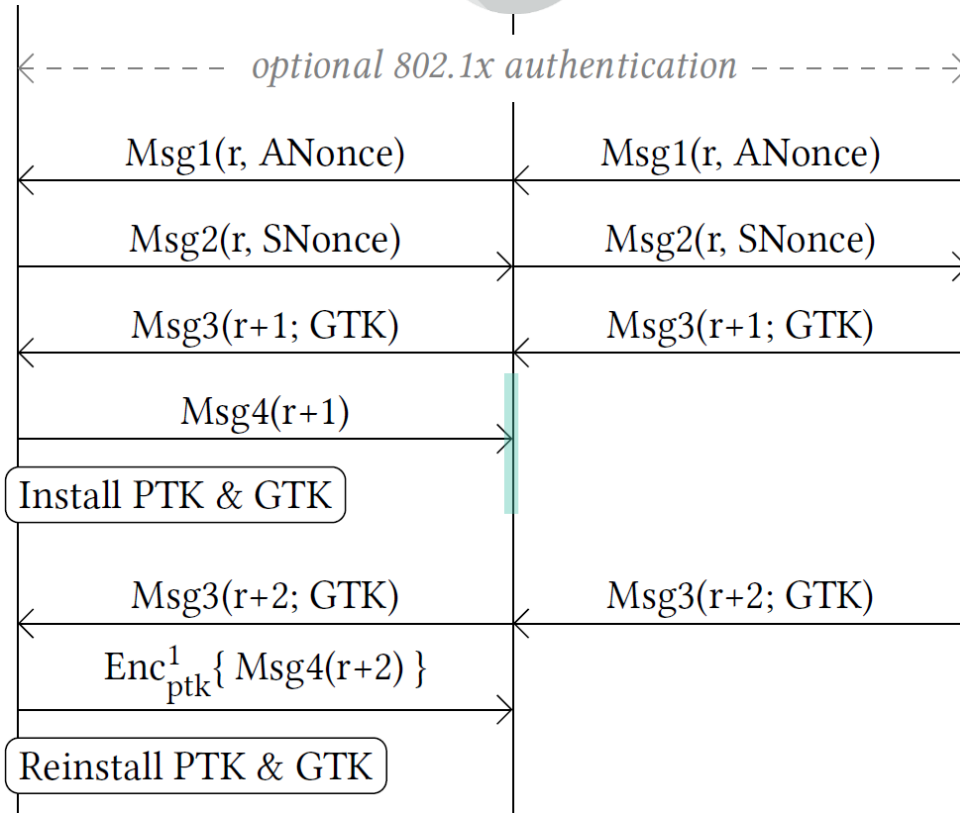 optional 802.1x authentication
Msg1(r, ANonce) Msg1(r, ANonce)
Msg2(r, SNonce) Msg2(r, SNonce)
Msg3(r+1; GTK) Msg3(r+1; GTK)
Msg4(r+1)
Install PTK & GTK
Msg3(r+2; GTK) Msg3(r+2; GTK)
Enc¹ptk{ Msg4(r+2) }
Reinstall PTK & GTK